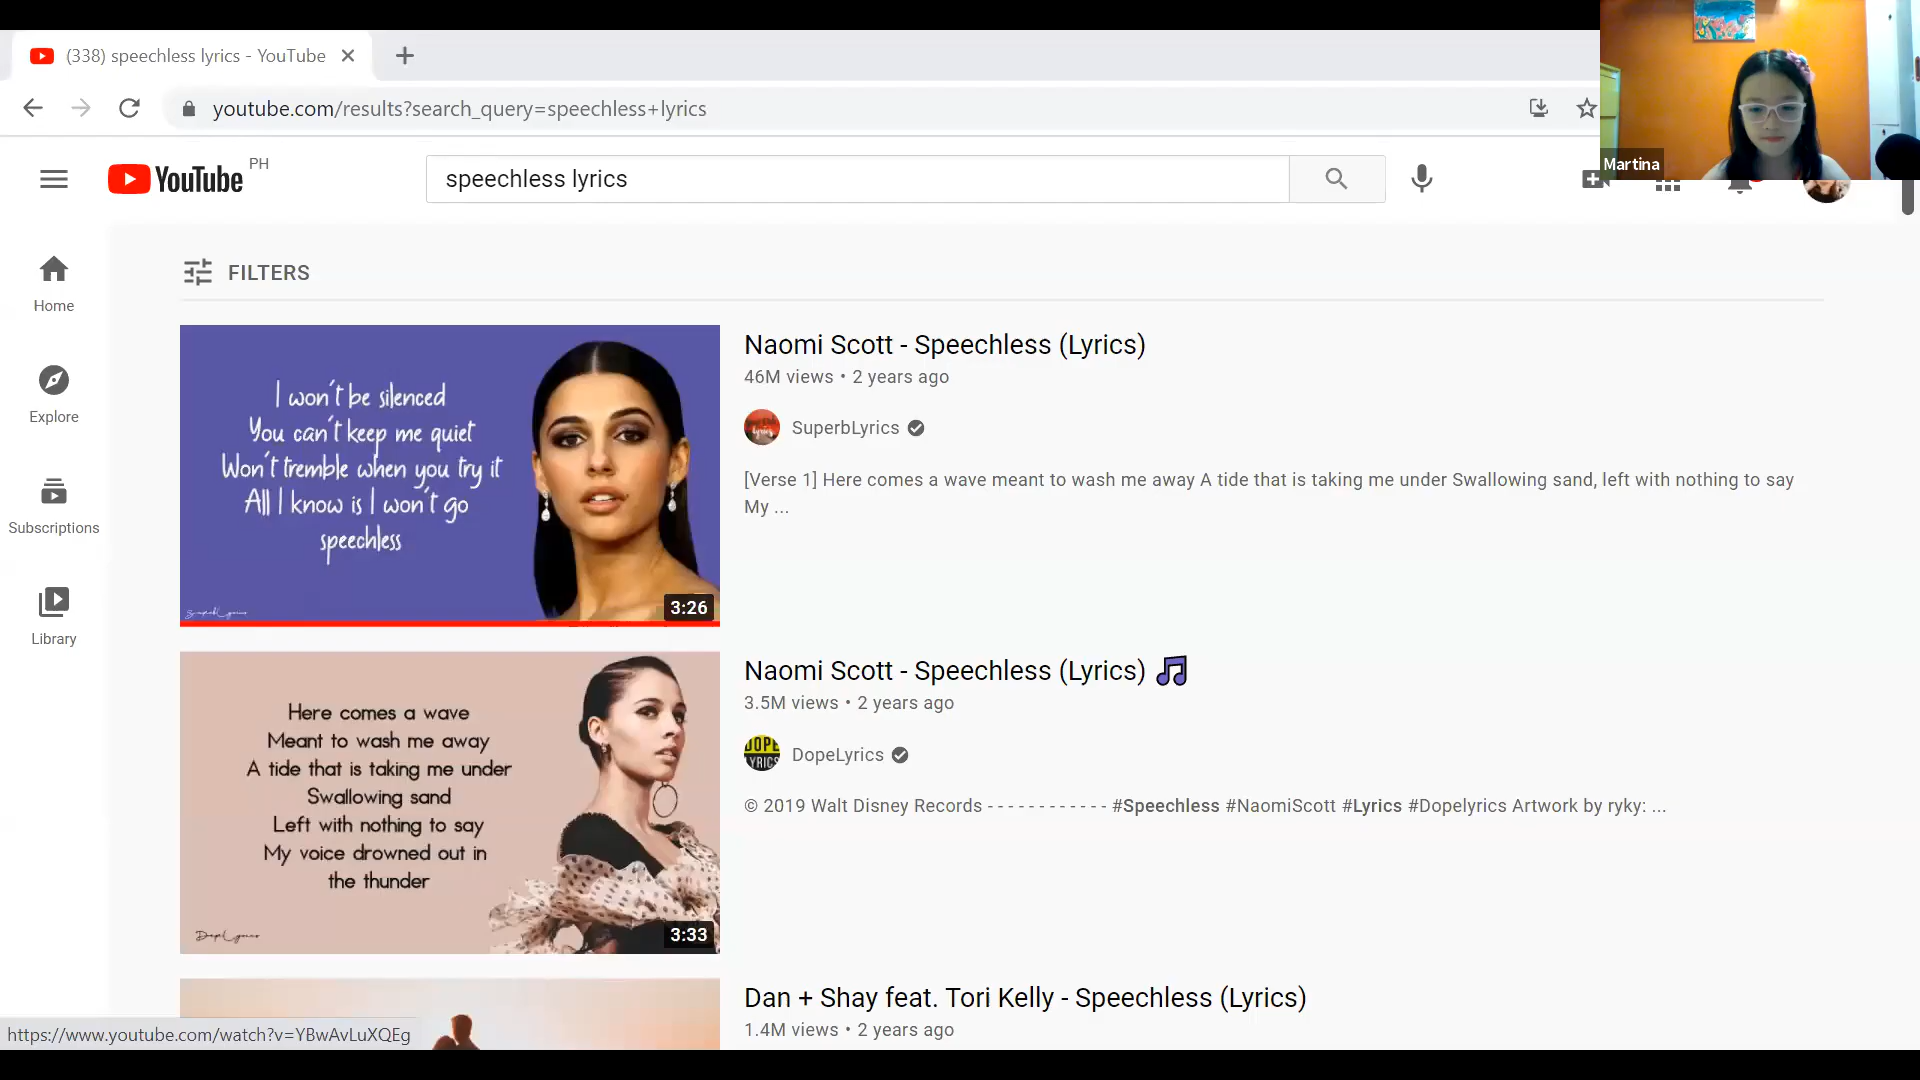 (338) speechless lyrics - YouTube
youtube.com/results?search_query=speechless+lyrics
Martina
YouTube PH
speechless lyrics
FILTERS
Home
Explore
Subscriptions
Library
I won't be silenced
You can't keep me quiet
Won't tremble when you try it
All I know is I won't go
speechless
SuperbLyrics
3:26
Naomi Scott - Speechless (Lyrics)
46M views • 2 years ago
lyrics
SuperbLyrics
[Verse 1] Here comes a wave meant to wash me away A tide that is taking me under Swallowing sand, left with nothing to say
My ...
Here comes a wave
Meant to wash me away
A tide that is taking me under
Swallowing sand
Left with nothing to say
My voice drowned out in
the thunder
DopeLyrics
3:33
Naomi Scott - Speechless (Lyrics) 🎵
3.5M views • 2 years ago
DOPE
LYRICS
DopeLyrics
© 2019 Walt Disney Records - - - - - - - - - - - - #Speechless #NaomiScott #Lyrics #Dopelyrics Artwork by ryky: ...
Dan + Shay feat. Tori Kelly - Speechless (Lyrics)
1.4M views • 2 years ago
https://www.youtube.com/watch?v=YBwAvLuXQEg